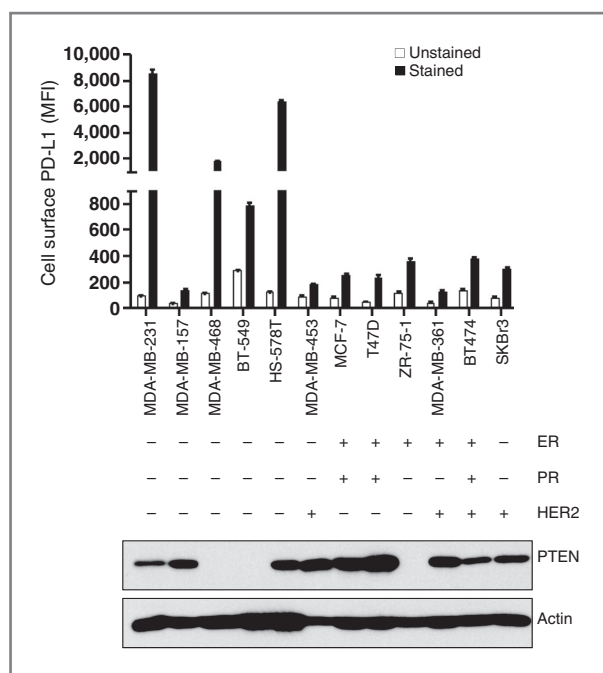 10,000
8,000
6,000
4,000
2,000
800
600
400
200
0
Cell surface PD-L1 (MFI)
Unstained
Stained
MDA-MB-231
MDA-MB-157
MDA-MB-468
BT-549
HS-578T
MDA-MB-453
MCF-7
T47D
ZR-75-1
MDA-MB-361
BT474
SKBr3
– – – – – – + + + + + – ER
– – – – – – + + – – + – PR
– – – – – + – – – + + + HER2
PTEN
Actin